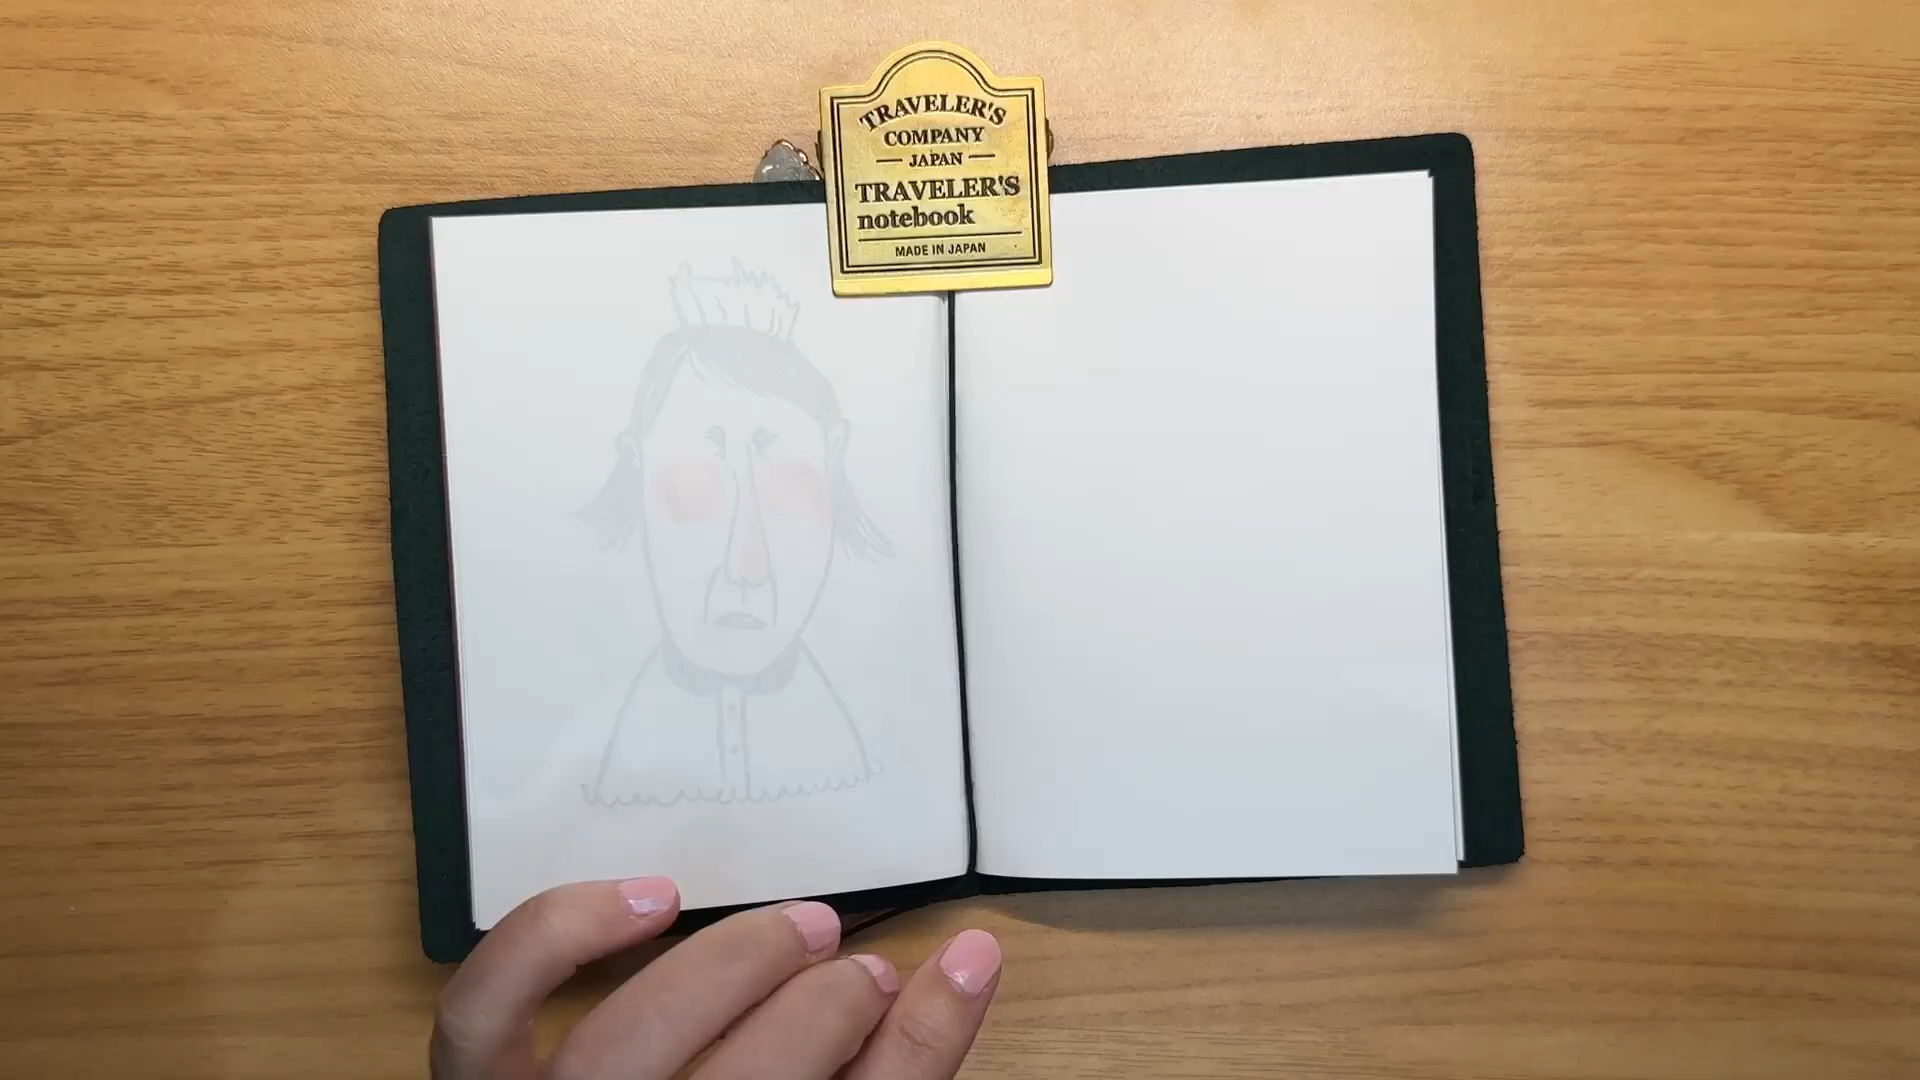 TRAVELER'S
COMPANY
JAPAN
TRAVELER'S
notebook
MADE IN JAPAN